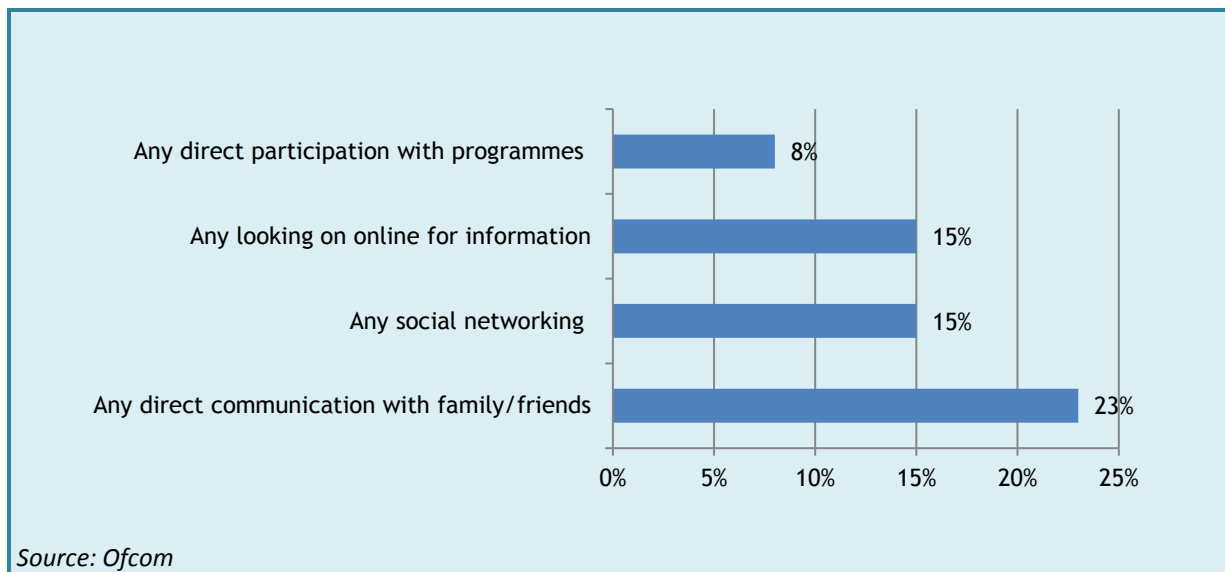 Any direct participation with programmes 8%
Any looking on online for information 15%
Any social networking 15%
Any direct communication with family/friends 23%
0% 5% 10% 15% 20% 25%
Source: Ofcom